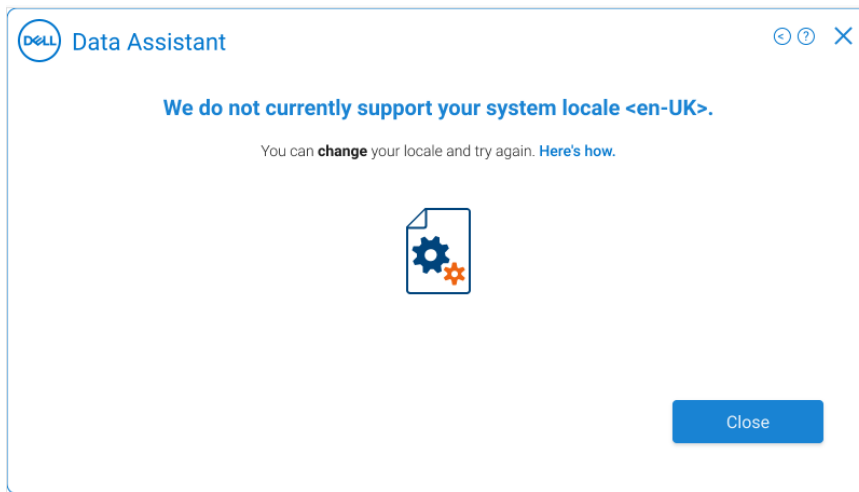 DELL Data Assistant
We do not currently support your system locale <en-UK>.
You can change your locale and try again. Here's how.
Close